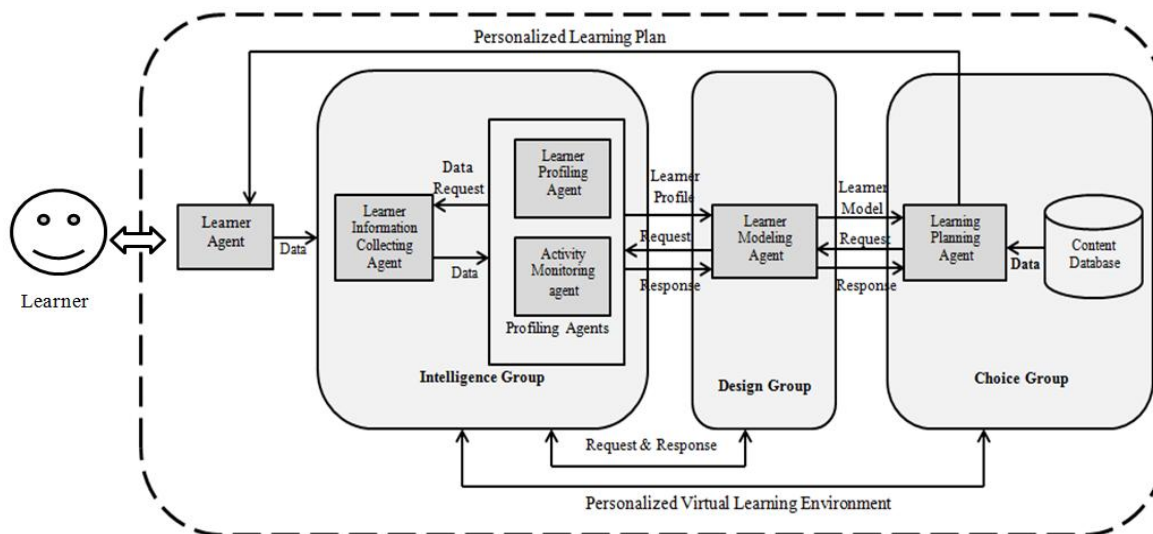 Personalized Learning Plan
Learner
Learner
Agent
Data
Learner
Information
Collecting
Agent
Data
Request
Data
Learner
Profiling
Agent
Activity
Monitoring
agent
Profiling Agents
Intelligence Group
Learner
Profile
Request
Response
Learner
Modeling
Agent
Design Group
Learner
Model
Request
Response
Learning
Planning
Agent
Data
Content
Database
Choice Group
Request & Response
Personalized Virtual Learning Environment